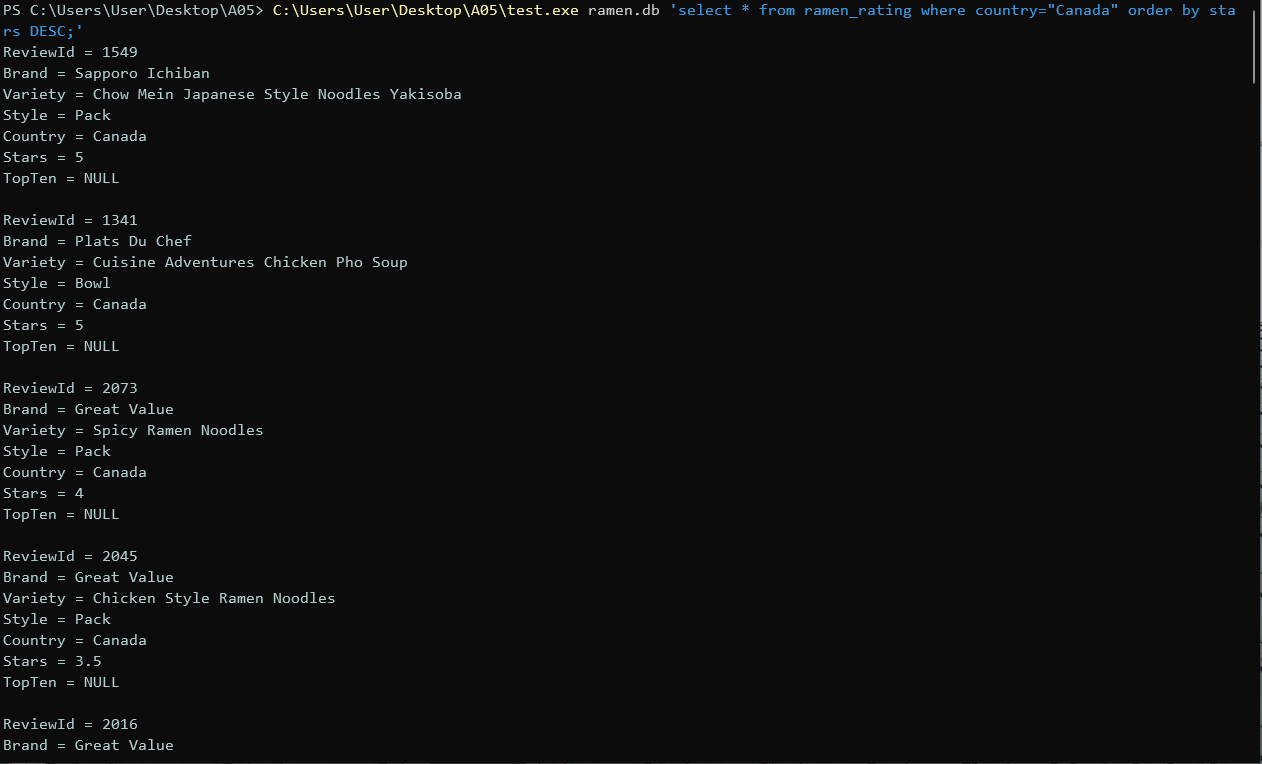 PS C:\Users\User\Desktop\A05> C:\Users\User\Desktop\A05\test.exe ramen.db 'select * from ramen_rating where country="Canada" order by sta
rs DESC;'
ReviewId = 1549
Brand = Sapporo Ichiban
Variety = Chow Mein Japanese Style Noodles Yakisoba
Style = Pack
Country = Canada
Stars = 5
TopTen = NULL

ReviewId = 1341
Brand = Plats Du Chef
Variety = Cuisine Adventures Chicken Pho Soup
Style = Bowl
Country = Canada
Stars = 5
TopTen = NULL

ReviewId = 2073
Brand = Great Value
Variety = Spicy Ramen Noodles
Style = Pack
Country = Canada
Stars = 4
TopTen = NULL

ReviewId = 2045
Brand = Great Value
Variety = Chicken Style Ramen Noodles
Style = Pack
Country = Canada
Stars = 3.5
TopTen = NULL

ReviewId = 2016
Brand = Great Value